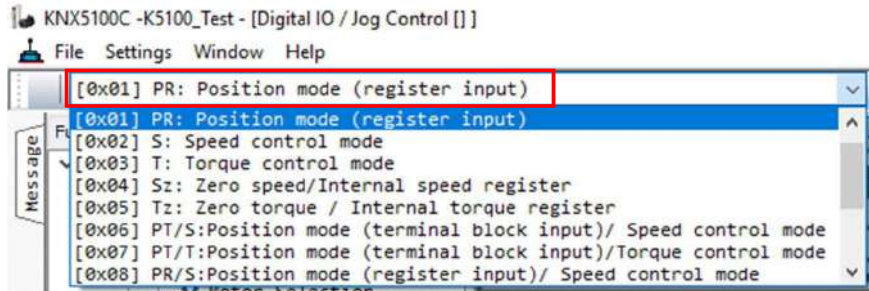 KNX5100C -K5100_Test - [Digital IO / Jog Control [] ]
File Settings Window Help
[0x01] PR: Position mode (register input)
[0x01] PR: Position mode (register input)
[0x02] S: Speed control mode
[0x03] T: Torque control mode
[0x04] Sz: Zero speed/Internal speed register
[0x05] Tz: Zero torque / Internal torque register
[0x06] PT/S:Position mode (terminal block input)/ Speed control mode
[0x07] PT/T:Position mode (terminal block input)/Torque control mode
[0x08] PR/S:Position mode (register input)/ Speed control mode
Message